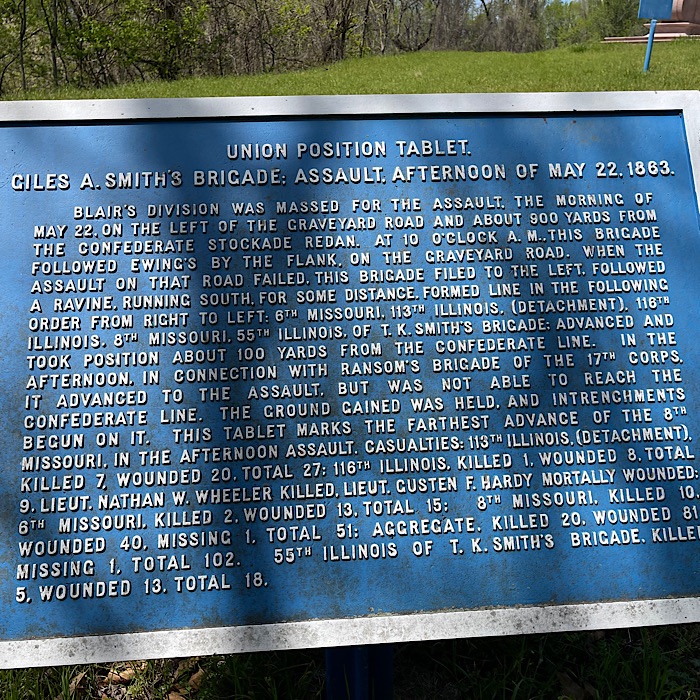 UNION POSITION TABLET.
GILES A. SMITH'S BRIGADE; ASSAULT, AFTERNOON OF MAY 22, 1863.
BLAIR'S DIVISION WAS MASSED FOR THE ASSAULT, THE MORNING OF
MAY 22, ON THE LEFT OF THE GRAVEYARD ROAD AND ABOUT 900 YARDS FROM
THE CONFEDERATE STOCKADE REDAN. AT 10 O'CLOCK A. M., THIS BRIGADE
FOLLOWED EWING'S BY THE FLANK, ON THE GRAVEYARD ROAD. WHEN THE
ASSAULT ON THAT ROAD FAILED, THIS BRIGADE FILED TO THE LEFT, FOLLOWED
A RAVINE, RUNNING SOUTH, FOR SOME DISTANCE, FORMED LINE IN THE FOLLOWING
ORDER FROM RIGHT TO LEFT: 6TH MISSOURI, 113TH ILLINOIS, (DETACHMENT), 116TH
ILLINOIS, 8TH MISSOURI, 55TH ILLINOIS, OF T. K. SMITH'S BRIGADE; ADVANCED AND
TOOK POSITION ABOUT 100 YARDS FROM THE CONFEDERATE LINE. IN THE
AFTERNOON, IN CONNECTION WITH RANSOM'S BRIGADE OF THE 17TH CORPS,
IT ADVANCED TO THE ASSAULT, BUT WAS NOT ABLE TO REACH THE
CONFEDERATE LINE. THE GROUND GAINED WAS HELD, AND INTRENCHMENTS
BEGUN ON IT. THIS TABLET MARKS THE FARTHEST ADVANCE OF THE 8TH
MISSOURI, IN THE AFTERNOON ASSAULT. CASUALTIES: 113TH ILLINOIS, (DETACHMENT),
KILLED 7, WOUNDED 20, TOTAL 27; 116TH ILLINOIS, KILLED 1, WOUNDED 8, TOTAL
9, LIEUT. NATHAN W. WHEELER KILLED, LIEUT. GUSTEN F. HARDY MORTALLY WOUNDED;
6TH MISSOURI, KILLED 2, WOUNDED 13, TOTAL 15; 8TH MISSOURI, KILLED 10,
WOUNDED 40, MISSING 1, TOTAL 51; AGGREGATE, KILLED 20, WOUNDED 81,
MISSING 1, TOTAL 102. 55TH ILLINOIS OF T. K. SMITH'S BRIGADE, KILLE
5, WOUNDED 13, TOTAL 18.